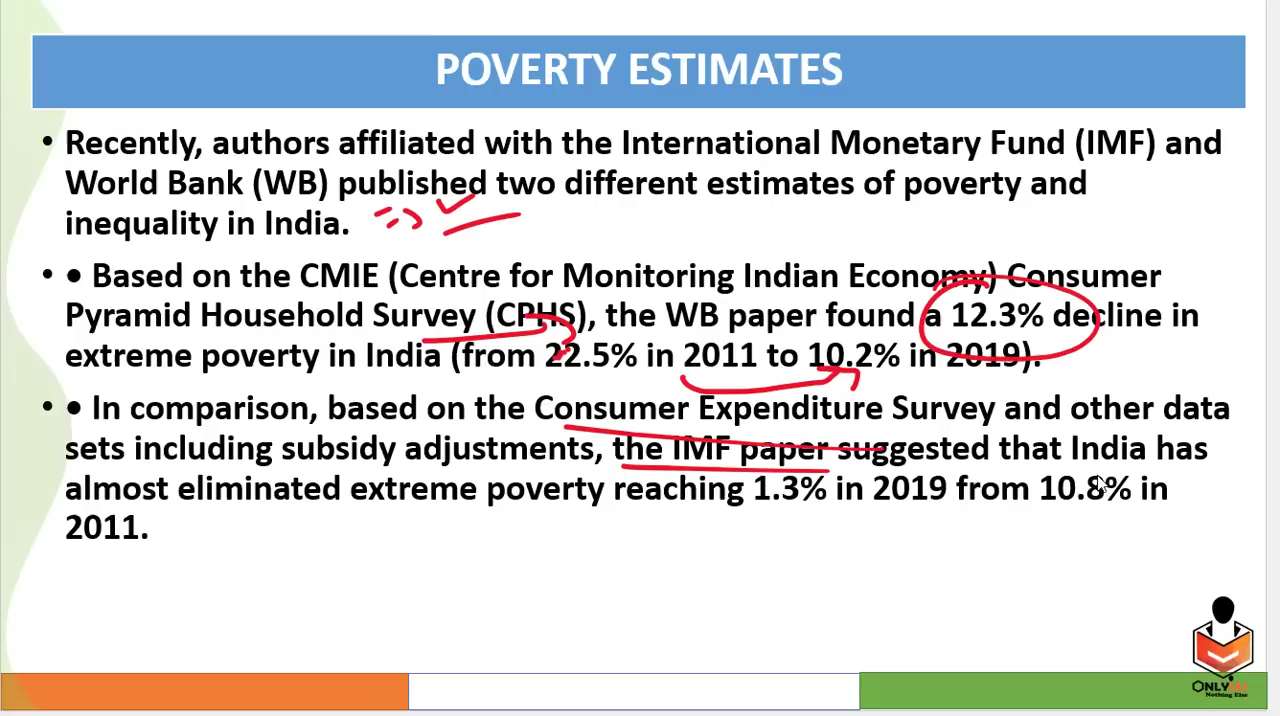 POVERTY ESTIMATES
• Recently, authors affiliated with the International Monetary Fund (IMF) and
World Bank (WB) published two different estimates of poverty and
inequality in India.
• • Based on the CMIE (Centre for Monitoring Indian Economy) Consumer
Pyramid Household Survey (CPHS), the WB paper found a 12.3% decline in
extreme poverty in India (from 22.5% in 2011 to 10.2% in 2019).
• • In comparison, based on the Consumer Expenditure Survey and other data
sets including subsidy adjustments, the IMF paper suggested that India has
almost eliminated extreme poverty reaching 1.3% in 2019 from 10.8% in
2011.
Nothing Else